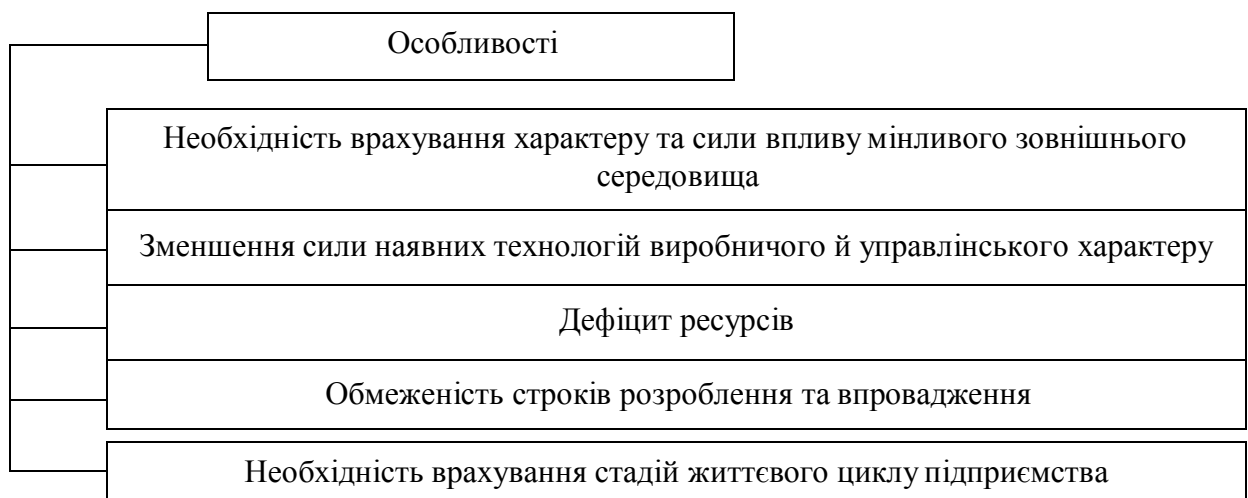 Особливості
Необхідність врахування характеру та сили впливу мінливого зовнішнього
середовища
Зменшення сили наявних технологій виробничого й управлінського характеру
Дефіцит ресурсів
Обмеженість строків розроблення та впровадження
Необхідність врахування стадій життєвого циклу підприємства